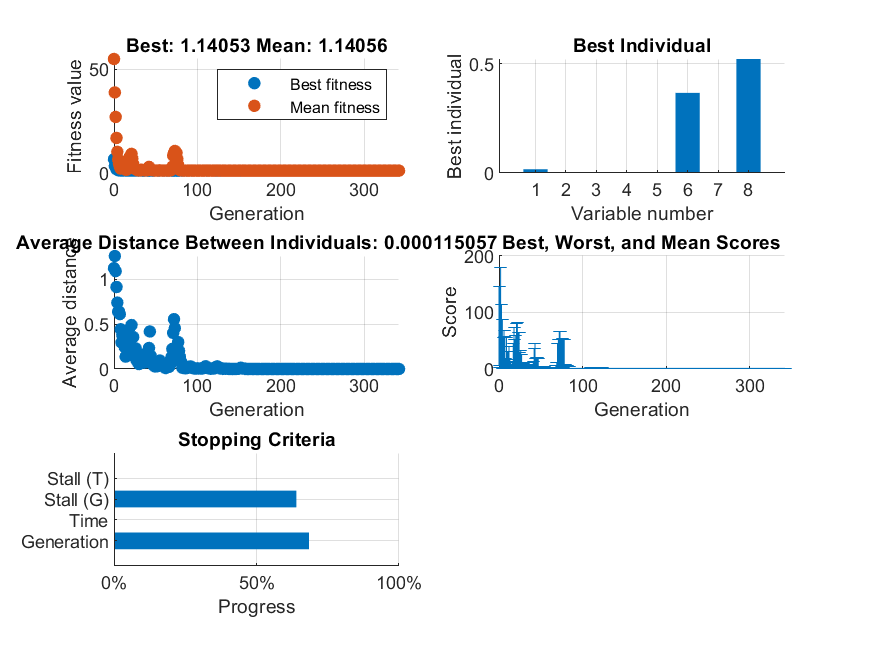 Best: 1.14053 Mean: 1.14056
Fitness value
50
0
Best fitness
Mean fitness
0 100 200 300
Generation
Best Individual
Best individual
0.5
0
1 2 3 4 5 6 7 8
Variable number
Average Distance Between Individuals: 0.000115057
Average distance
1
0.5
0
0 100 200 300
Generation
Best, Worst, and Mean Scores
Score
200
100
0
0 100 200 300
Generation
Stopping Criteria
Stall (T)
Stall (G)
Time
Generation
0% 50% 100%
Progress